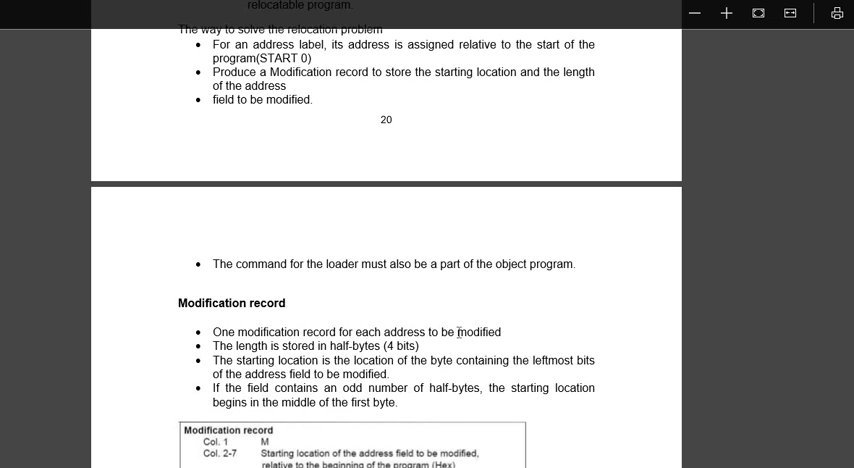 relocatable program.
The way to solve the relocation problem
• For an address label, its address is assigned relative to the start of the
program(START 0)
• Produce a Modification record to store the starting location and the length
of the address
• field to be modified.
20
• The command for the loader must also be a part of the object program.
Modification record
• One modification record for each address to be modified
• The length is stored in half-bytes (4 bits)
• The starting location is the location of the byte containing the leftmost bits
of the address field to be modified.
• If the field contains an odd number of half-bytes, the starting location
begins in the middle of the first byte.
Modification record
Col. 1 M
Col. 2-7 Starting location of the address field to be modified,
relative to the beginning of the program (Hex)